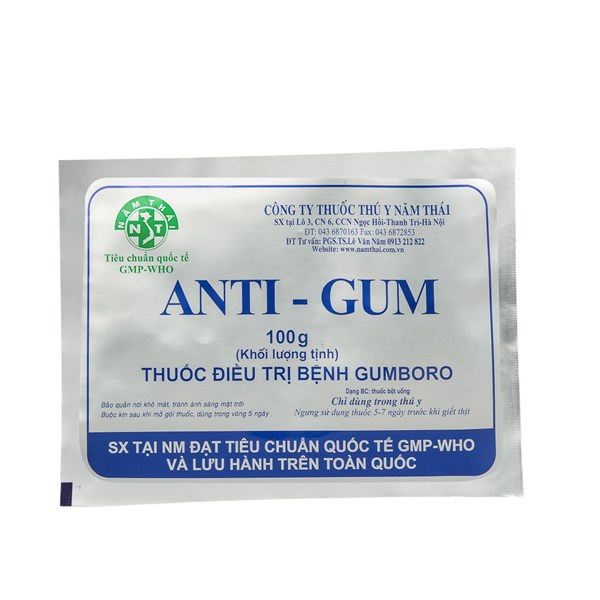 NĂM THÁI
NST
Tiêu chuẩn quốc tế
GMP-WHO
CÔNG TY THUỐC THÚ Y NĂM THÁI
SX tại Lô 3, CN 6, CCN Ngọc Hồi-Thanh Trì-Hà Nội
ĐT: 043 6870163 Fax: 043 6872853
ĐT Tư vấn: PGS.TS.Lê Văn Năm 0913 212 822
Website: www.namthai.com.vn
ANTI - GUM
100g
(Khối lượng tịnh)
THUỐC ĐIỀU TRỊ BỆNH GUMBORO
Bảo quản nơi khô mát, tránh ánh sáng mặt trời
Buộc kín sau khi mở gói thuốc, dùng trong vòng 5 ngày
Dạng BC: thuốc bột uống
Chỉ dùng trong thú y
Ngưng sử dụng thuốc 5-7 ngày trước khi giết thịt
SX TẠI NM ĐẠT TIÊU CHUẨN QUỐC TẾ GMP-WHO
VÀ LƯU HÀNH TRÊN TOÀN QUỐC